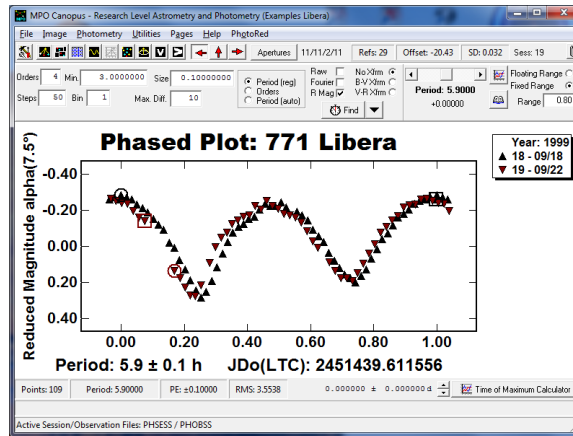 MPO Canopus - Research Level Astrometry and Photometry (Examples Libera)
File Image Photometry Utilities Pages Help PhotoRed
Apertures 11/11/2/11 Refs: 29 Offset: -20.43 SD: 0.032 Sess: 19
Orders 4 Min. 3.0000000 Size 0.10000000
Steps 50 Bin 1 Max. Diff. 10
Period (reg)
Orders
Period (auto)
Raw No Xfrm
Fourier B-V Xfrm
R Mag V-R Xfrm
Find
Period: 5.9000
+0.00000
Floating Range
Fixed Range
Range 0.80
Phased Plot: 771 Libera
Year: 1999
18 - 09/18
19 - 09/22
Reduced Magnitude alpha(7.5°)
-0.40
-0.20
0.00
0.20
0.40
0.00 0.20 0.40 0.60 0.80 1.00
Period: 5.9 ± 0.1 h JDo(LTC): 2451439.611556
Points: 109 Period: 5.90000 PE: ±0.10000 RMS: 3.5538 0.000000 ± 0.000000 d Time of Maximum Calculator
Active Session/Observation Files: PHSESS / PHOBSS